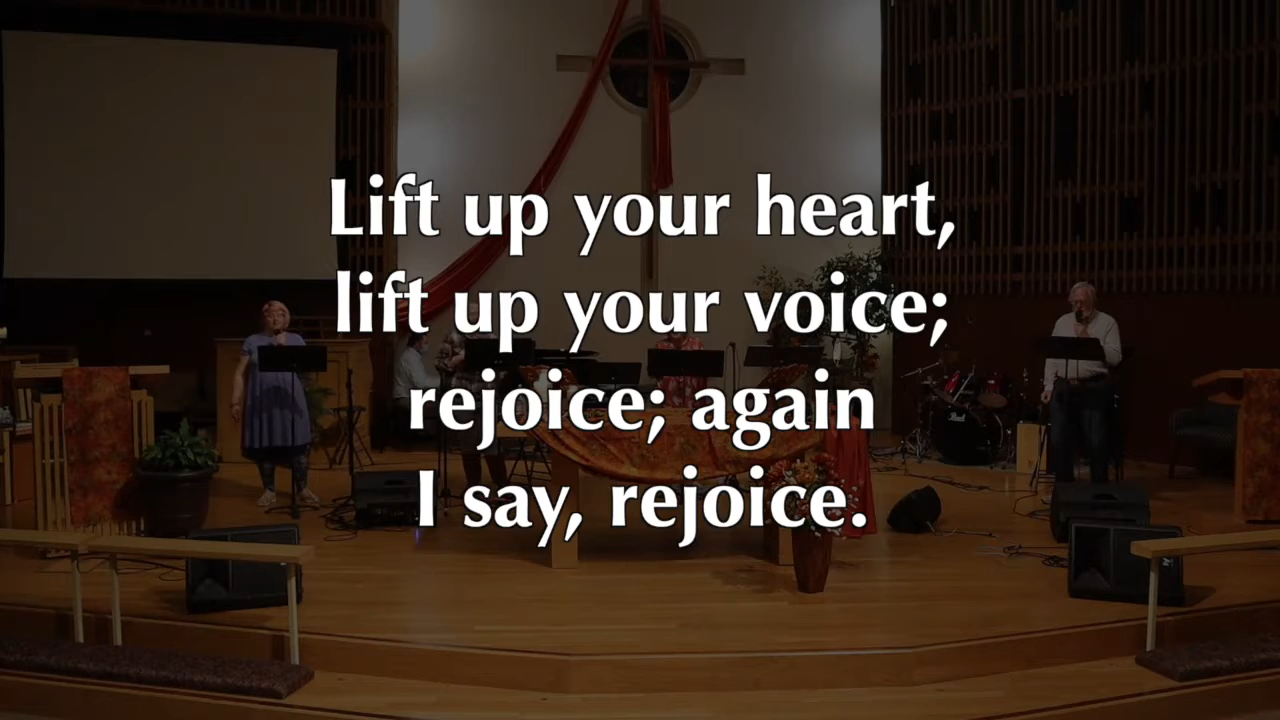 Lift up your heart,
lift up your voice;
rejoice; again
I say, rejoice.